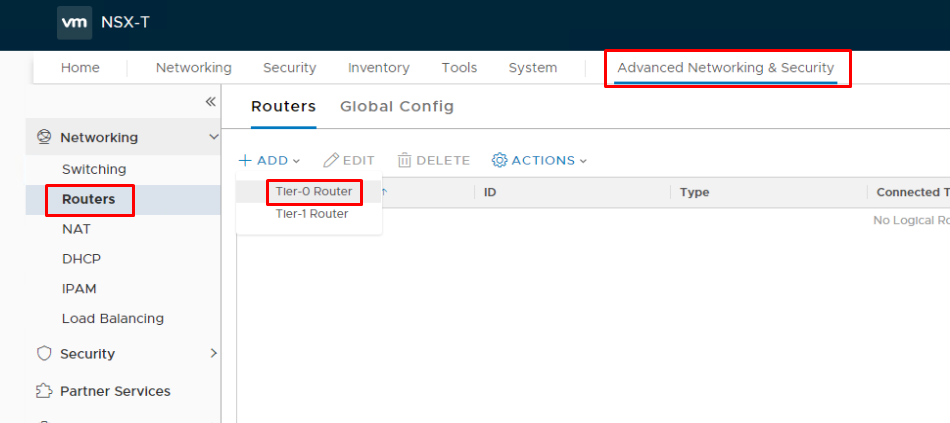 vm NSX-T
Home Networking Security Inventory Tools System Advanced Networking & Security
«
Routers Global Config
Networking
Switching
Routers
NAT
DHCP
IPAM
Load Balancing
Security
Partner Services
+ ADD EDIT DELETE ACTIONS
Tier-0 Router
Tier-1 Router
ID Type Connected T
No Logical Ro